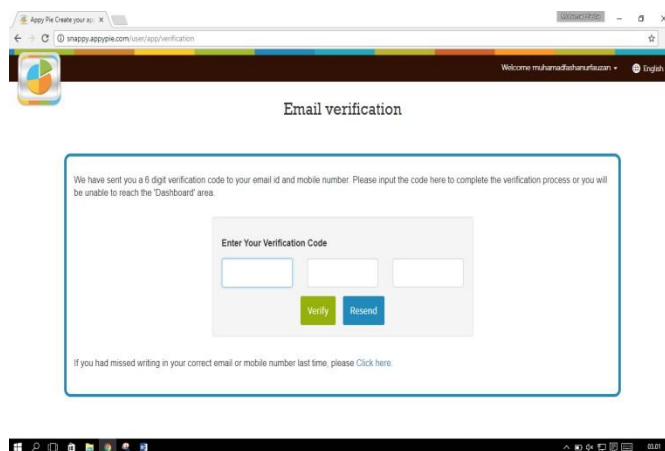 Appy Pie Create your ap
snappy.appypie.com/user/app/verification
Welcome muhamadfashanurfauzan
English
Email verification
We have sent you a 6 digit verification code to your email id and mobile number. Please input the code here to complete the verification process or you will
be unable to reach the 'Dashboard' area.
Enter Your Verification Code
Verify Resend
If you had missed writing in your correct email or mobile number last time, please Click here.
03.01